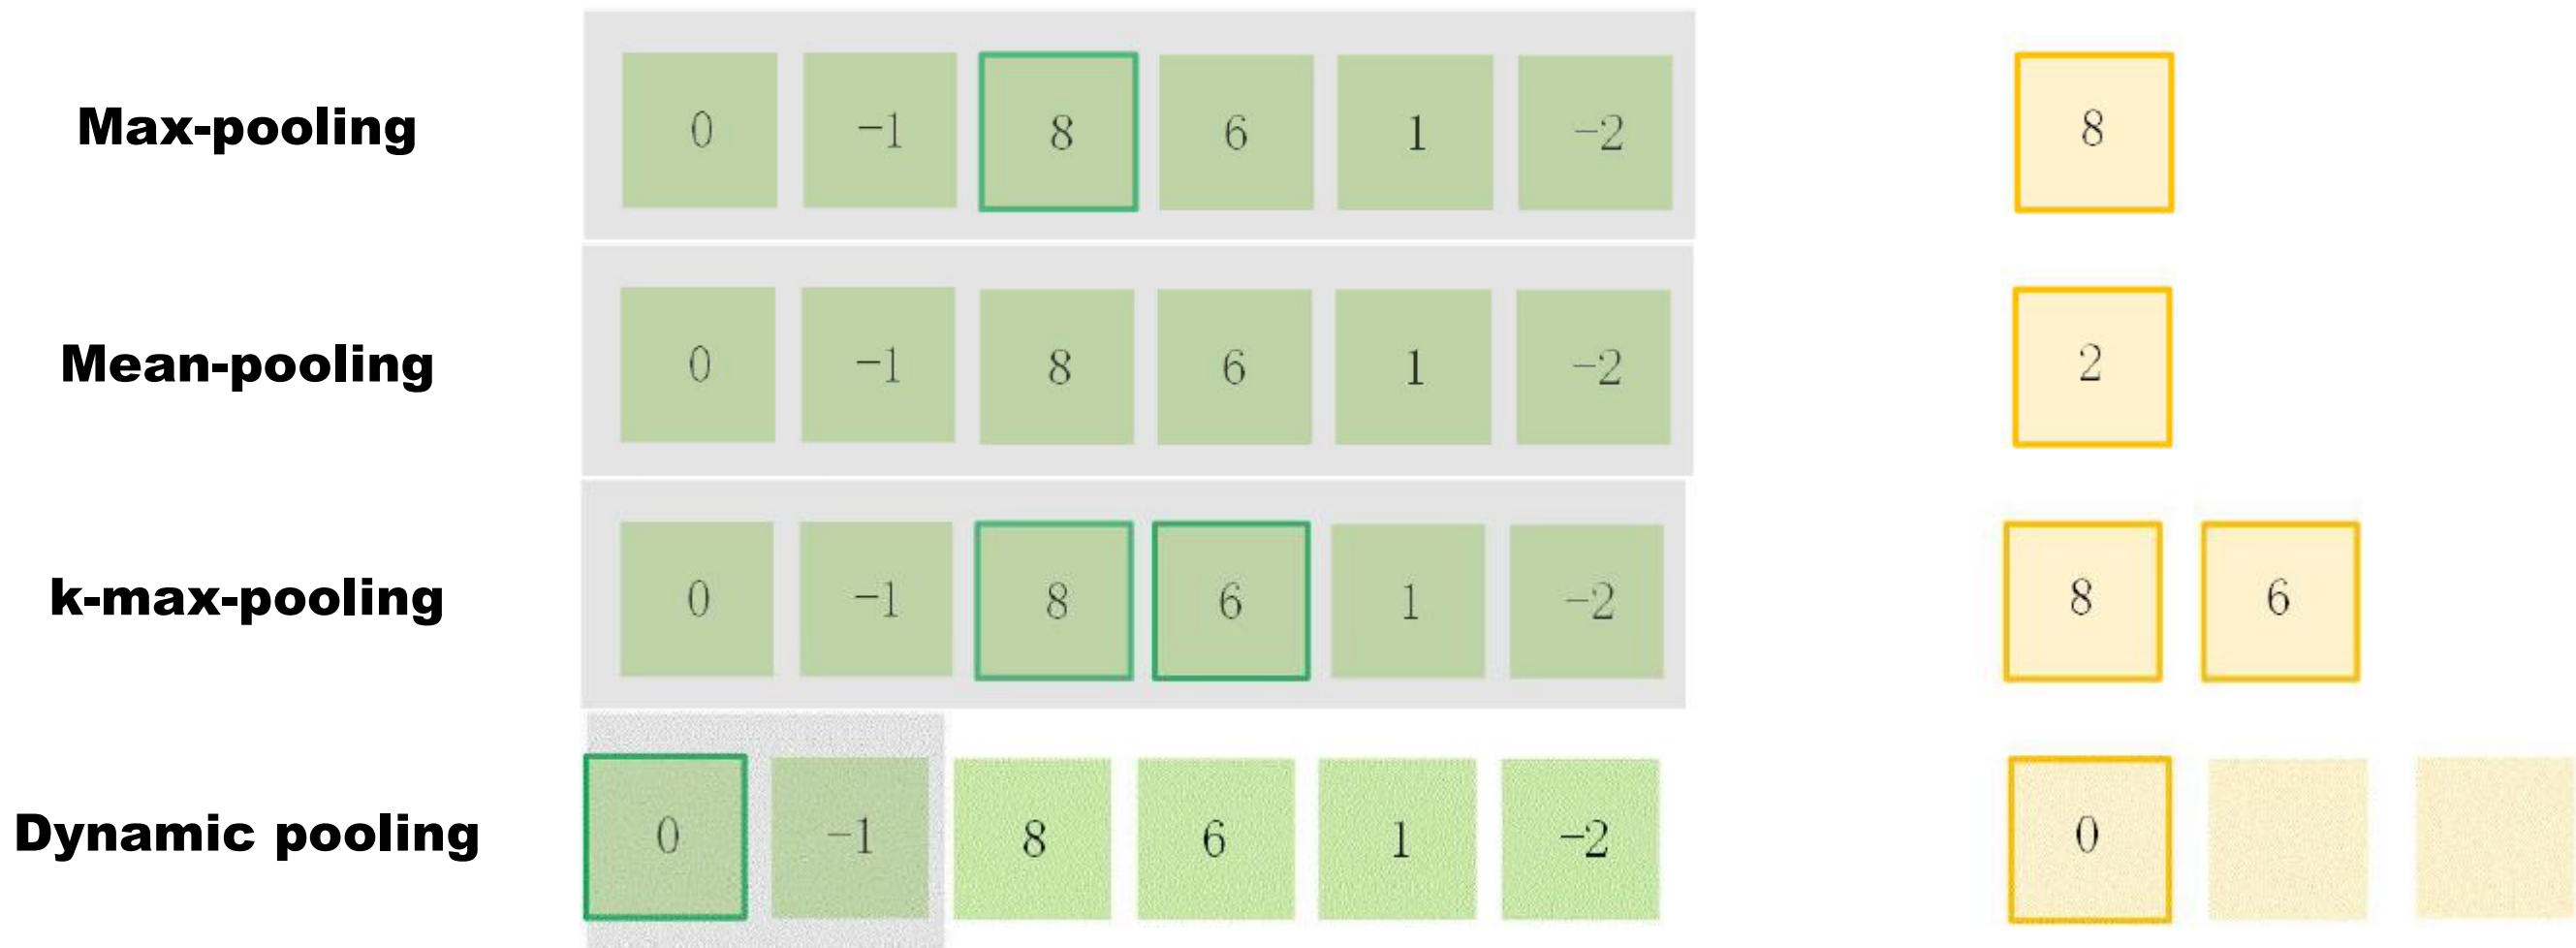 Max-pooling 0 −1 8 6 1 −2 8
Mean-pooling 0 −1 8 6 1 −2 2
k-max-pooling 0 −1 8 6 1 −2 8 6
Dynamic pooling 0 −1 8 6 1 −2 0